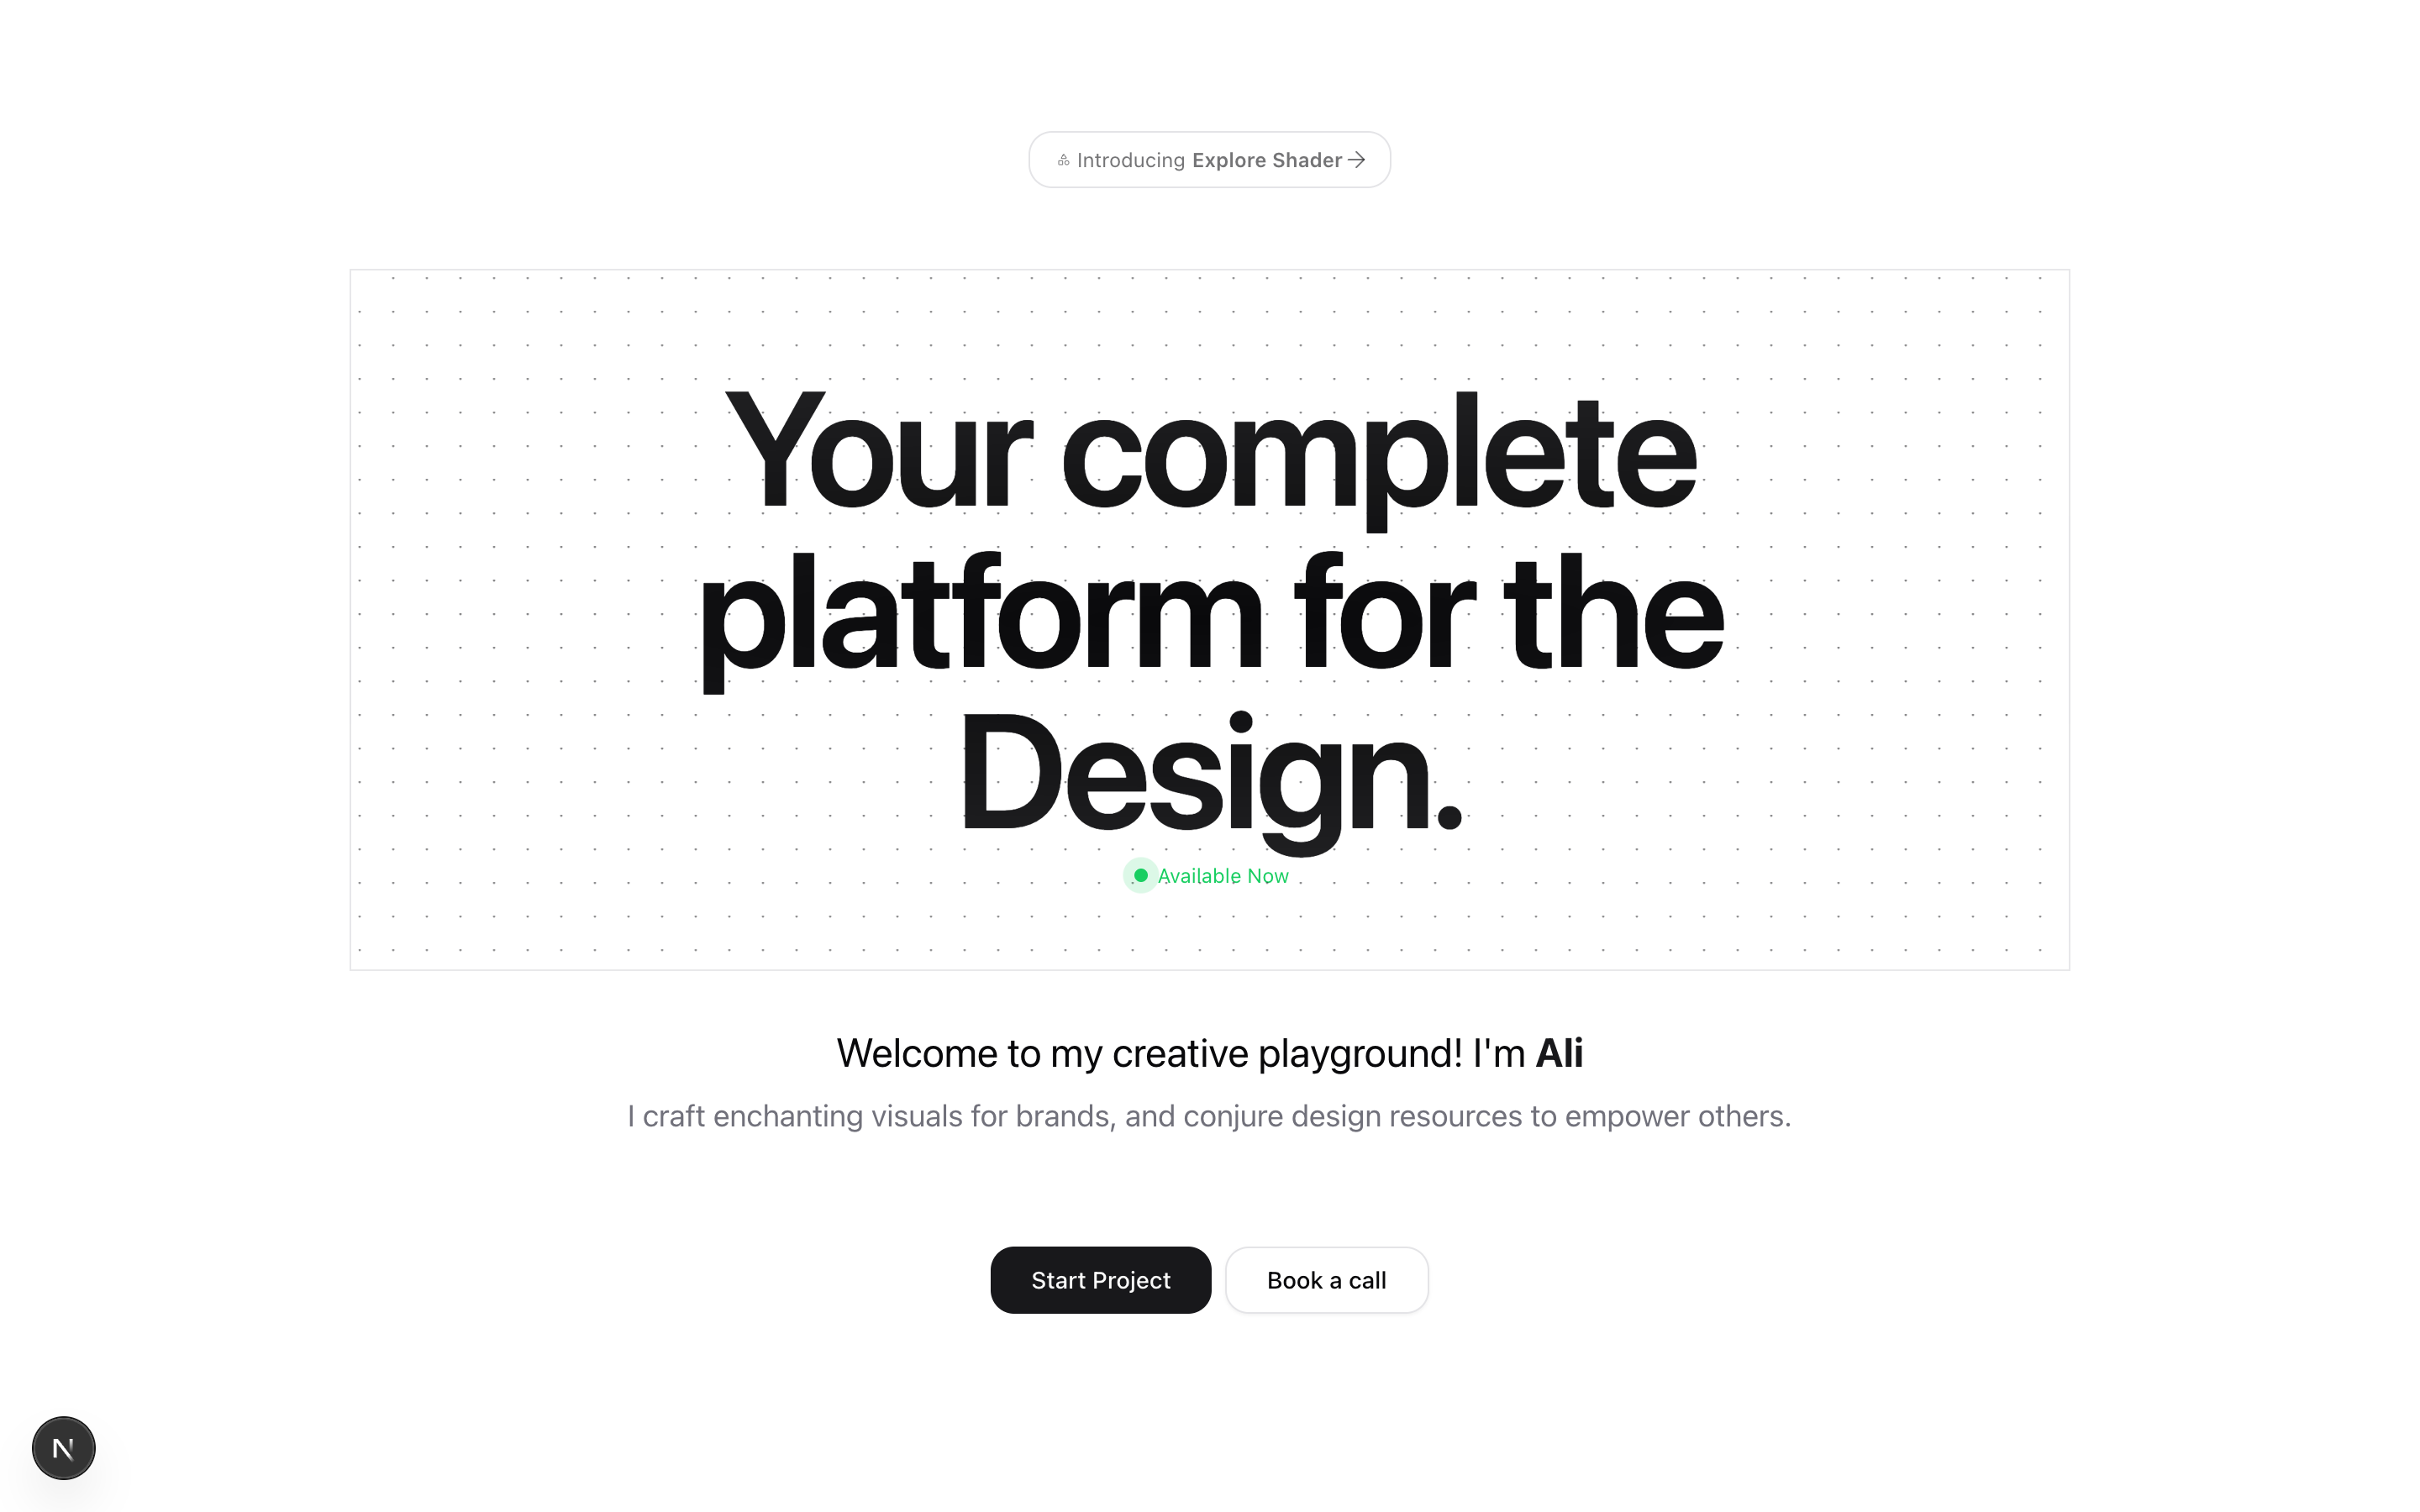 Introducing Explore Shader
Your complete
platform for the
Design.
Available Now
Welcome to my creative playground! I'm Ali
I craft enchanting visuals for brands, and conjure design resources to empower others.
Start Project
Book a call
N